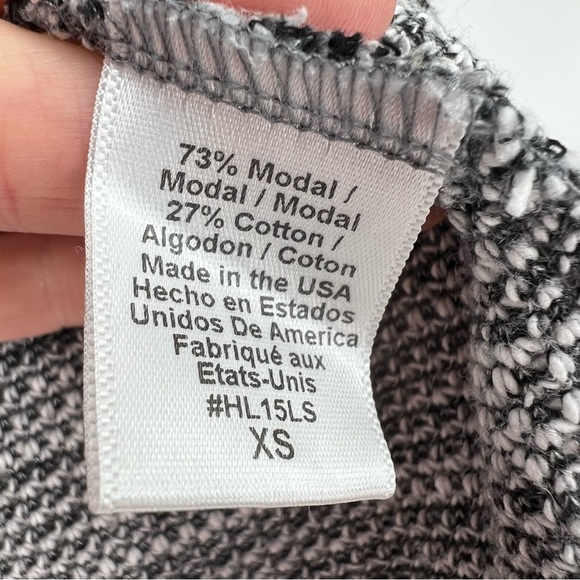 73% Modal /
Modal / Modal
27% Cotton /
Algodon / Coton
Made in the USA
Hecho en Estados
Unidos De America
Fabriqué aux
Etats-Unis
#HL15LS
XS